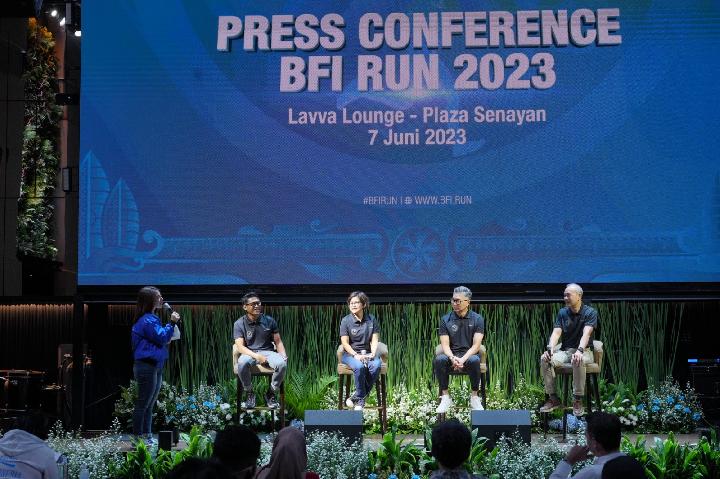 PRESS CONFERENCE
BFI RUN 2023
Lavva Lounge - Plaza Senayan
7 Juni 2023
#BFIRUN | WWW.BFI.RUN